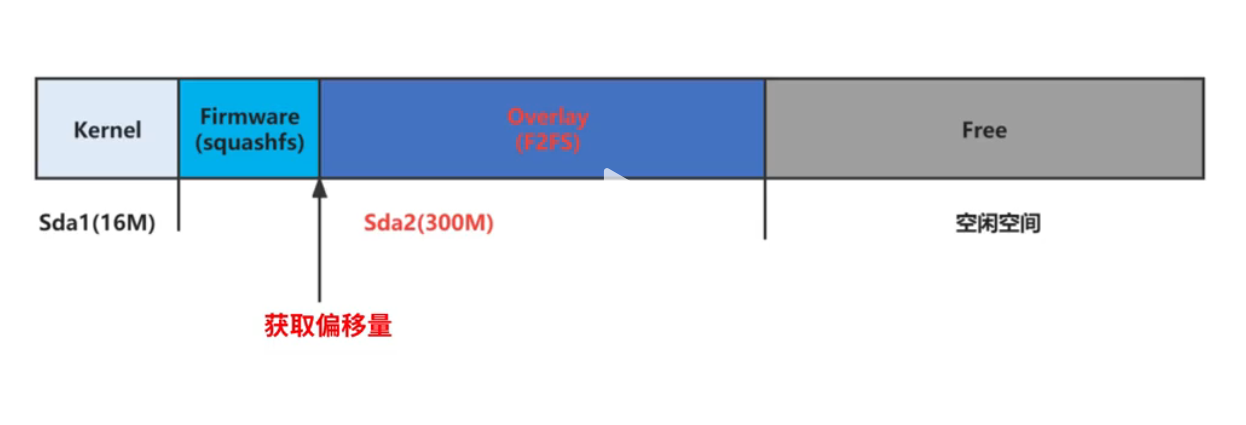 Kernel
Firmware
(squashfs)
Overlay
(F2FS)
Free
Sda1(16M)
Sda2(300M)
空闲空间
获取偏移量